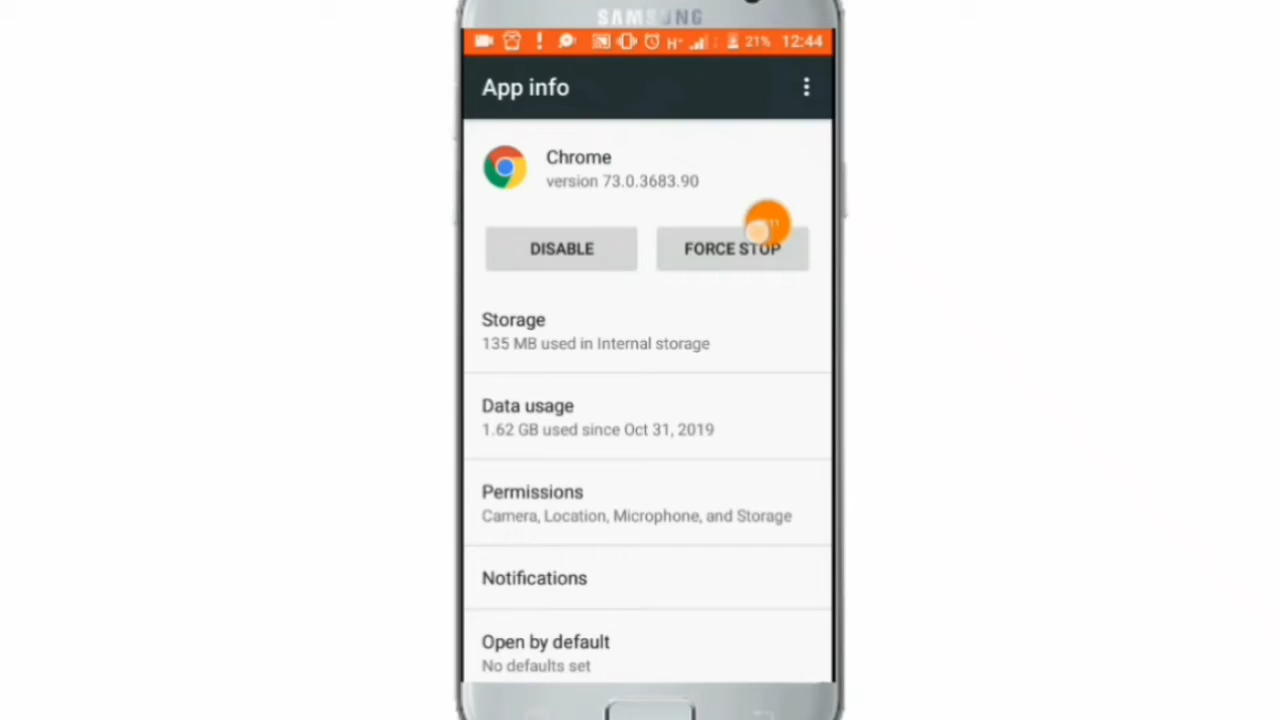 SAMSUNG
21% 12:44
App info
Chrome
version 73.0.3683.90
DISABLE
FORCE STOP
Storage
135 MB used in Internal storage
Data usage
1.62 GB used since Oct 31, 2019
Permissions
Camera, Location, Microphone, and Storage
Notifications
Open by default
No defaults set